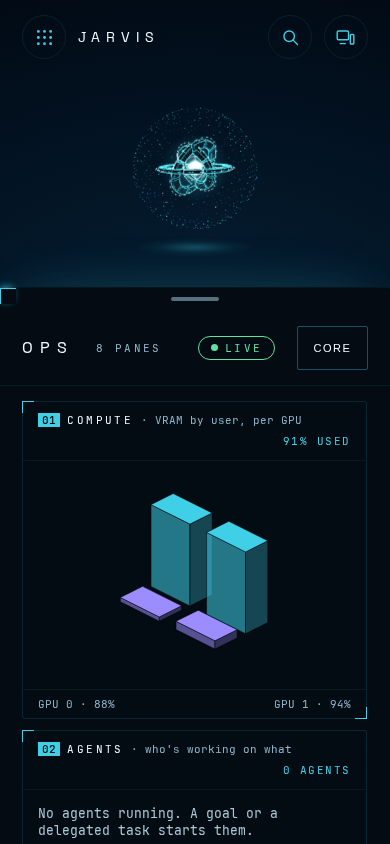 JARVIS
OPS
8 PANES
LIVE
CORE
01 COMPUTE · VRAM by user, per GPU
91% USED
GPU 0 · 88%
GPU 1 · 94%
02 AGENTS · who's working on what
0 AGENTS
No agents running. A goal or a
delegated task starts them.